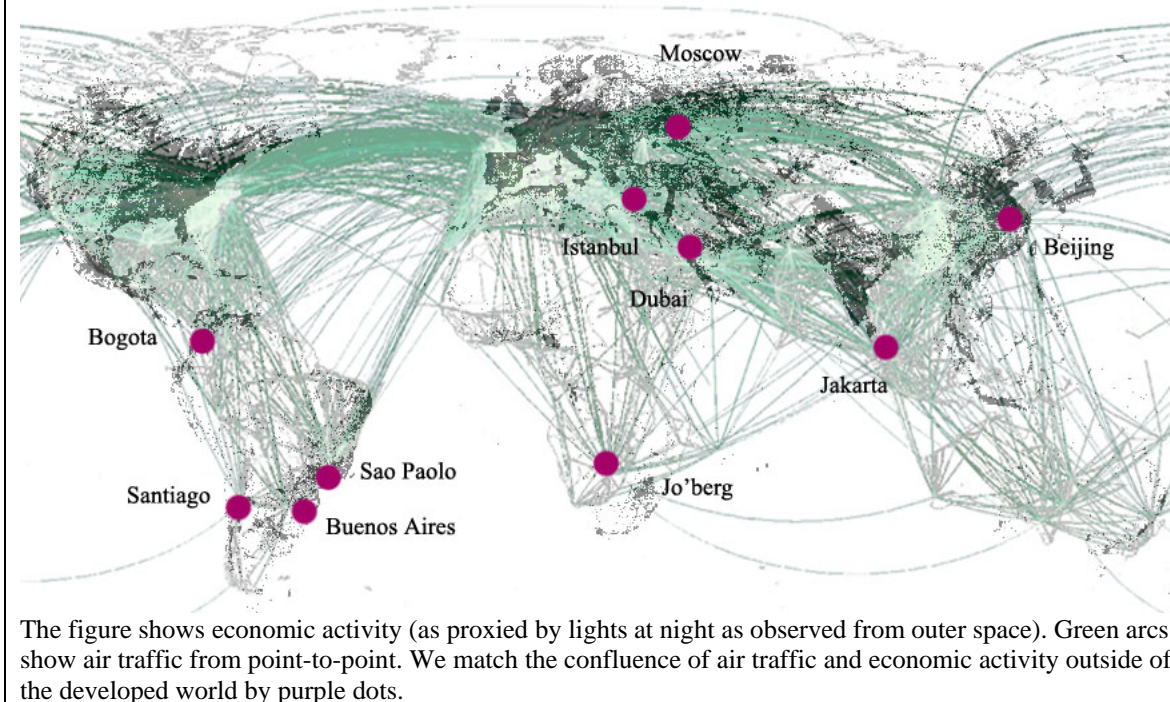 Moscow
Istanbul
Beijing
Dubai
Bogota
Jakarta
Sao Paolo
Jo'berg
Santiago
Buenos Aires
The figure shows economic activity (as proxied by lights at night as observed from outer space). Green arcs
show air traffic from point-to-point. We match the confluence of air traffic and economic activity outside of
the developed world by purple dots.